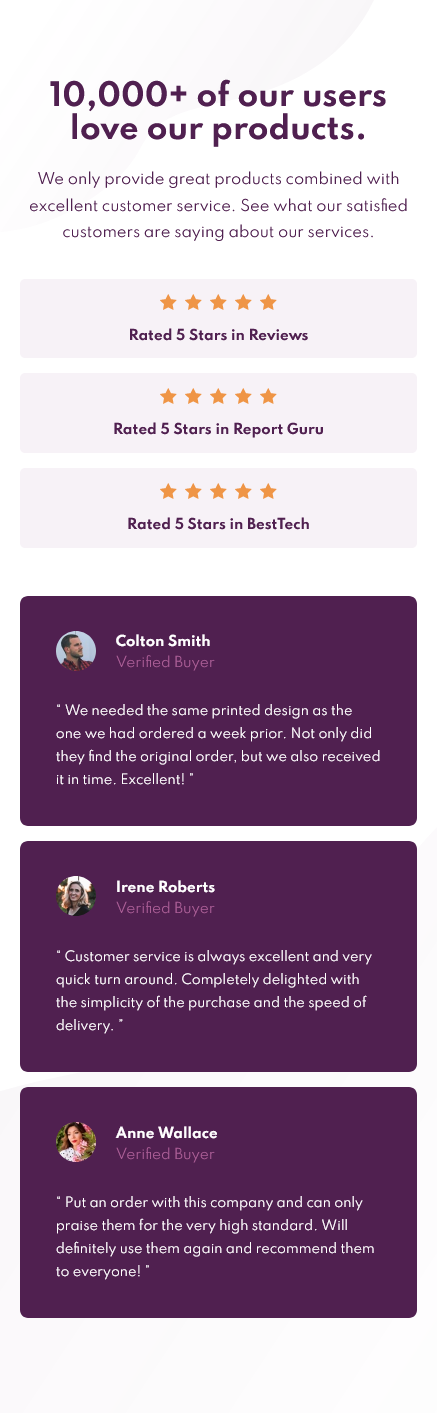 10,000+ of our users
love our products.
We only provide great products combined with
excellent customer service. See what our satisfied
customers are saying about our services.
Rated 5 Stars in Reviews
Rated 5 Stars in Report Guru
Rated 5 Stars in BestTech
Colton Smith
Verified Buyer
“ We needed the same printed design as the
one we had ordered a week prior. Not only did
they find the original order, but we also received
it in time. Excellent! ”
Irene Roberts
Verified Buyer
“ Customer service is always excellent and very
quick turn around. Completely delighted with
the simplicity of the purchase and the speed of
delivery. ”
Anne Wallace
Verified Buyer
“ Put an order with this company and can only
praise them for the very high standard. Will
definitely use them again and recommend them
to everyone! ”